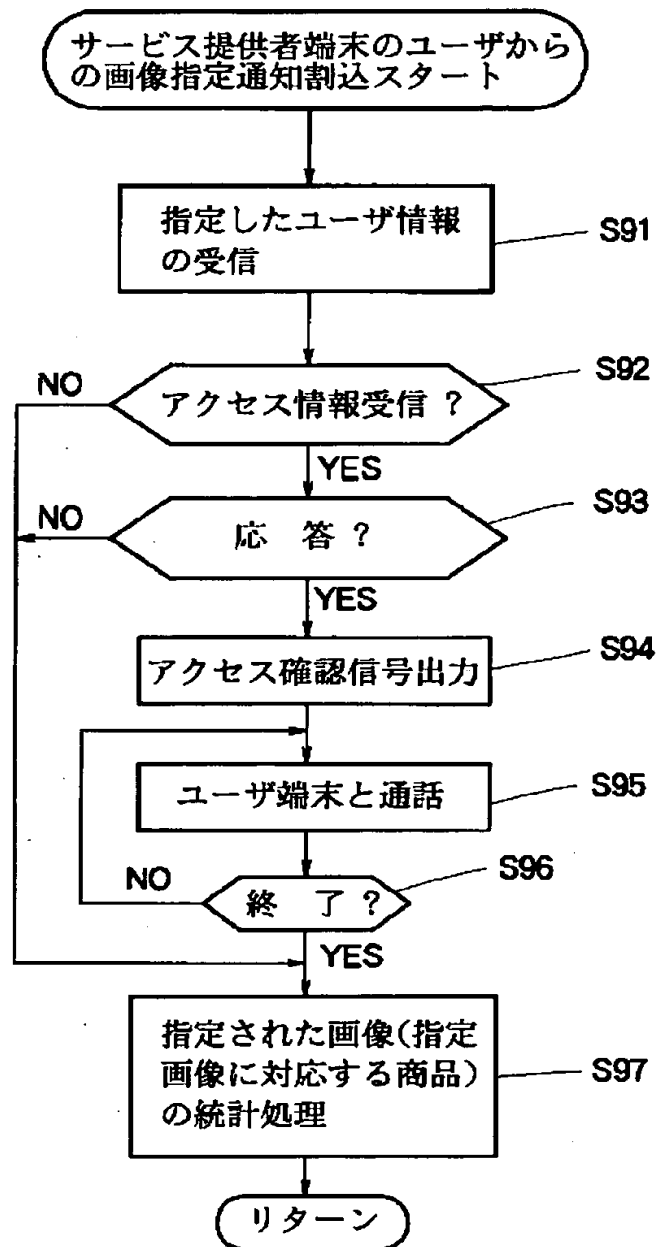 サービス提供者端末のユーザから
の画像指定通知割込スタート
指定したユーザ情報
の受信
S91
アクセス情報受信？
S92
NO
YES
応　答？
S93
NO
YES
アクセス確認信号出力
S94
ユーザ端末と通話
S95
終　了？
S96
NO
YES
指定された画像(指定
画像に対応する商品)
の統計処理
S97
リターン